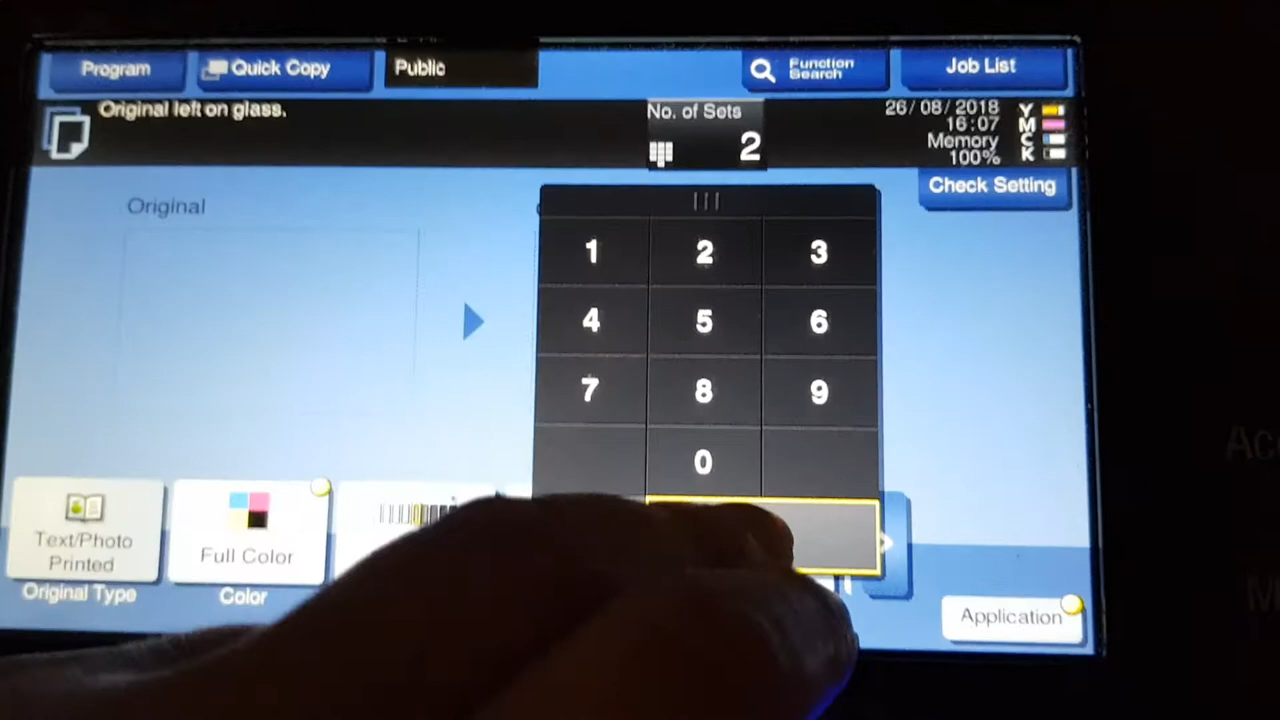 Program
Quick Copy
Public
Function
Search
Job List
Original left on glass.
No. of Sets
2
26/08/2018
16:07
Memory
100%
Y
M
C
K
Check Setting
Original
1 2 3
4 5 6
7 8 9
0
Text/Photo
Printed
Original Type
Full Color
Color
Application